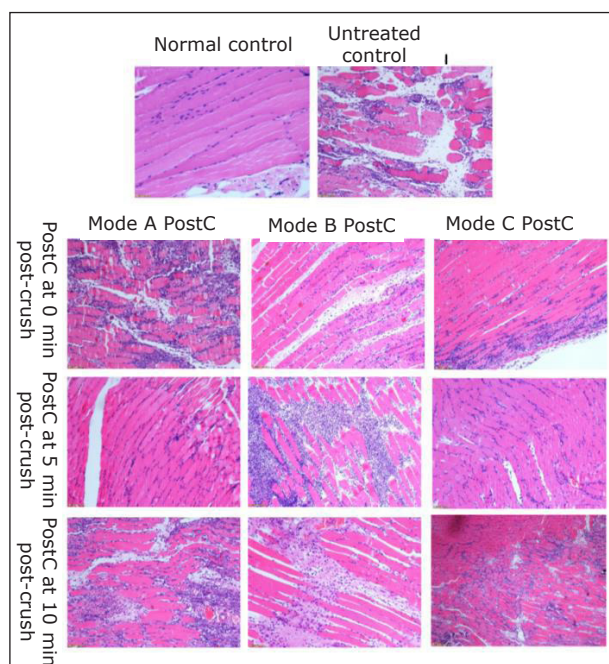 Normal control
Untreated
control
Mode A PostC
Mode B PostC
Mode C PostC
PostC at 0 min
post-crush
PostC at 5 min
post-crush
PostC at 10 min
post-crush